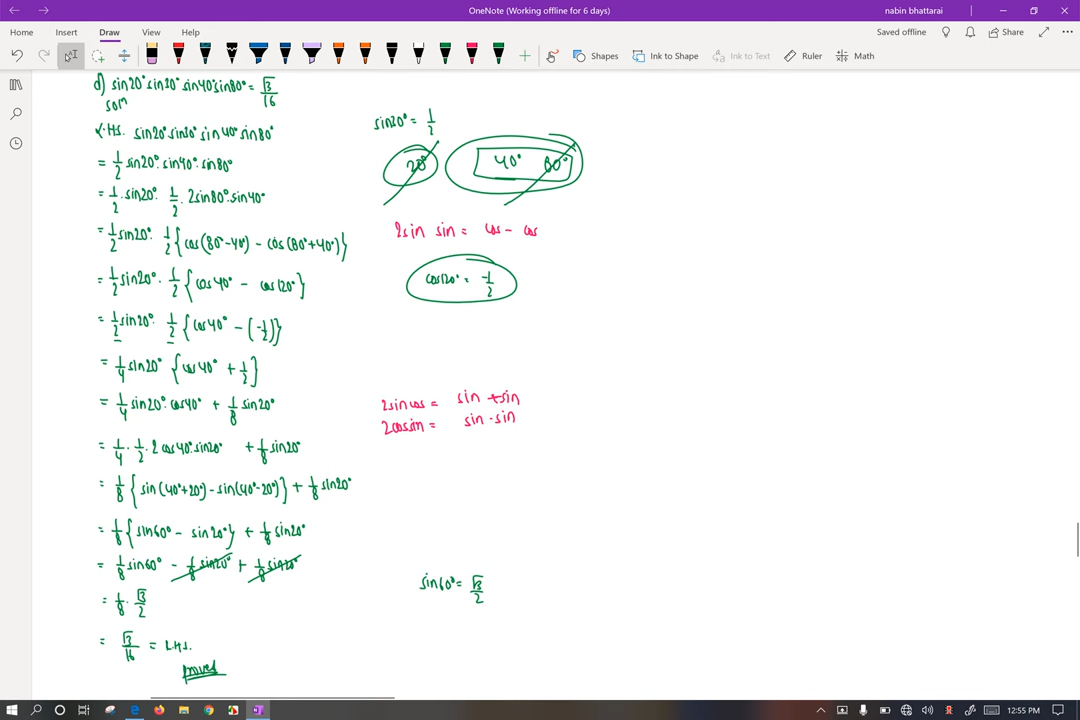 OneNote (Working offline for 6 days)
nabin bhattarai
Home Insert Draw View Help
Saved offline
Share
Shapes
Ink to Shape
Ink to Text
Ruler
Math
d) sin20° sin30° sin40° sin80° = √3/16
solⁿ
L.HS. sin20° sin30° sin40° sin80°
= 1/2 sin20°. sin40°. sin80°
= 1/2. sin20°. 1/2. 2sin80°. sin40°
= 1/2 sin20°. 1/2 {cos(80°-40°) - cos(80°+40°)}
= 1/2 sin20°. 1/2 {cos40° - cos120°}
= 1/2 sin20°. 1/2 {cos40° - (-1/2)}
= 1/4 sin20° {cos40° + 1/2}
= 1/4 sin20°. cos40° + 1/8 sin20°
= 1/4. 1/2. 2 cos40°. sin20° + 1/8 sin20°
= 1/8 {sin(40°+20°) - sin(40°-20°)} + 1/8 sin20°
= 1/8 {sin60° - sin20°} + 1/8 sin20°
= 1/8 sin60° - 1/8 sin20° + 1/8 sin20°
= 1/8. √3/2
= √3/16 = R.H.S.
proved
sin30° = 1/2
20° 40° 80°
2sin sin = cos - cos
cos120° = -1/2
2sincos = sin + sin
2cossin = sin - sin
sin60° = √3/2
12:55 PM